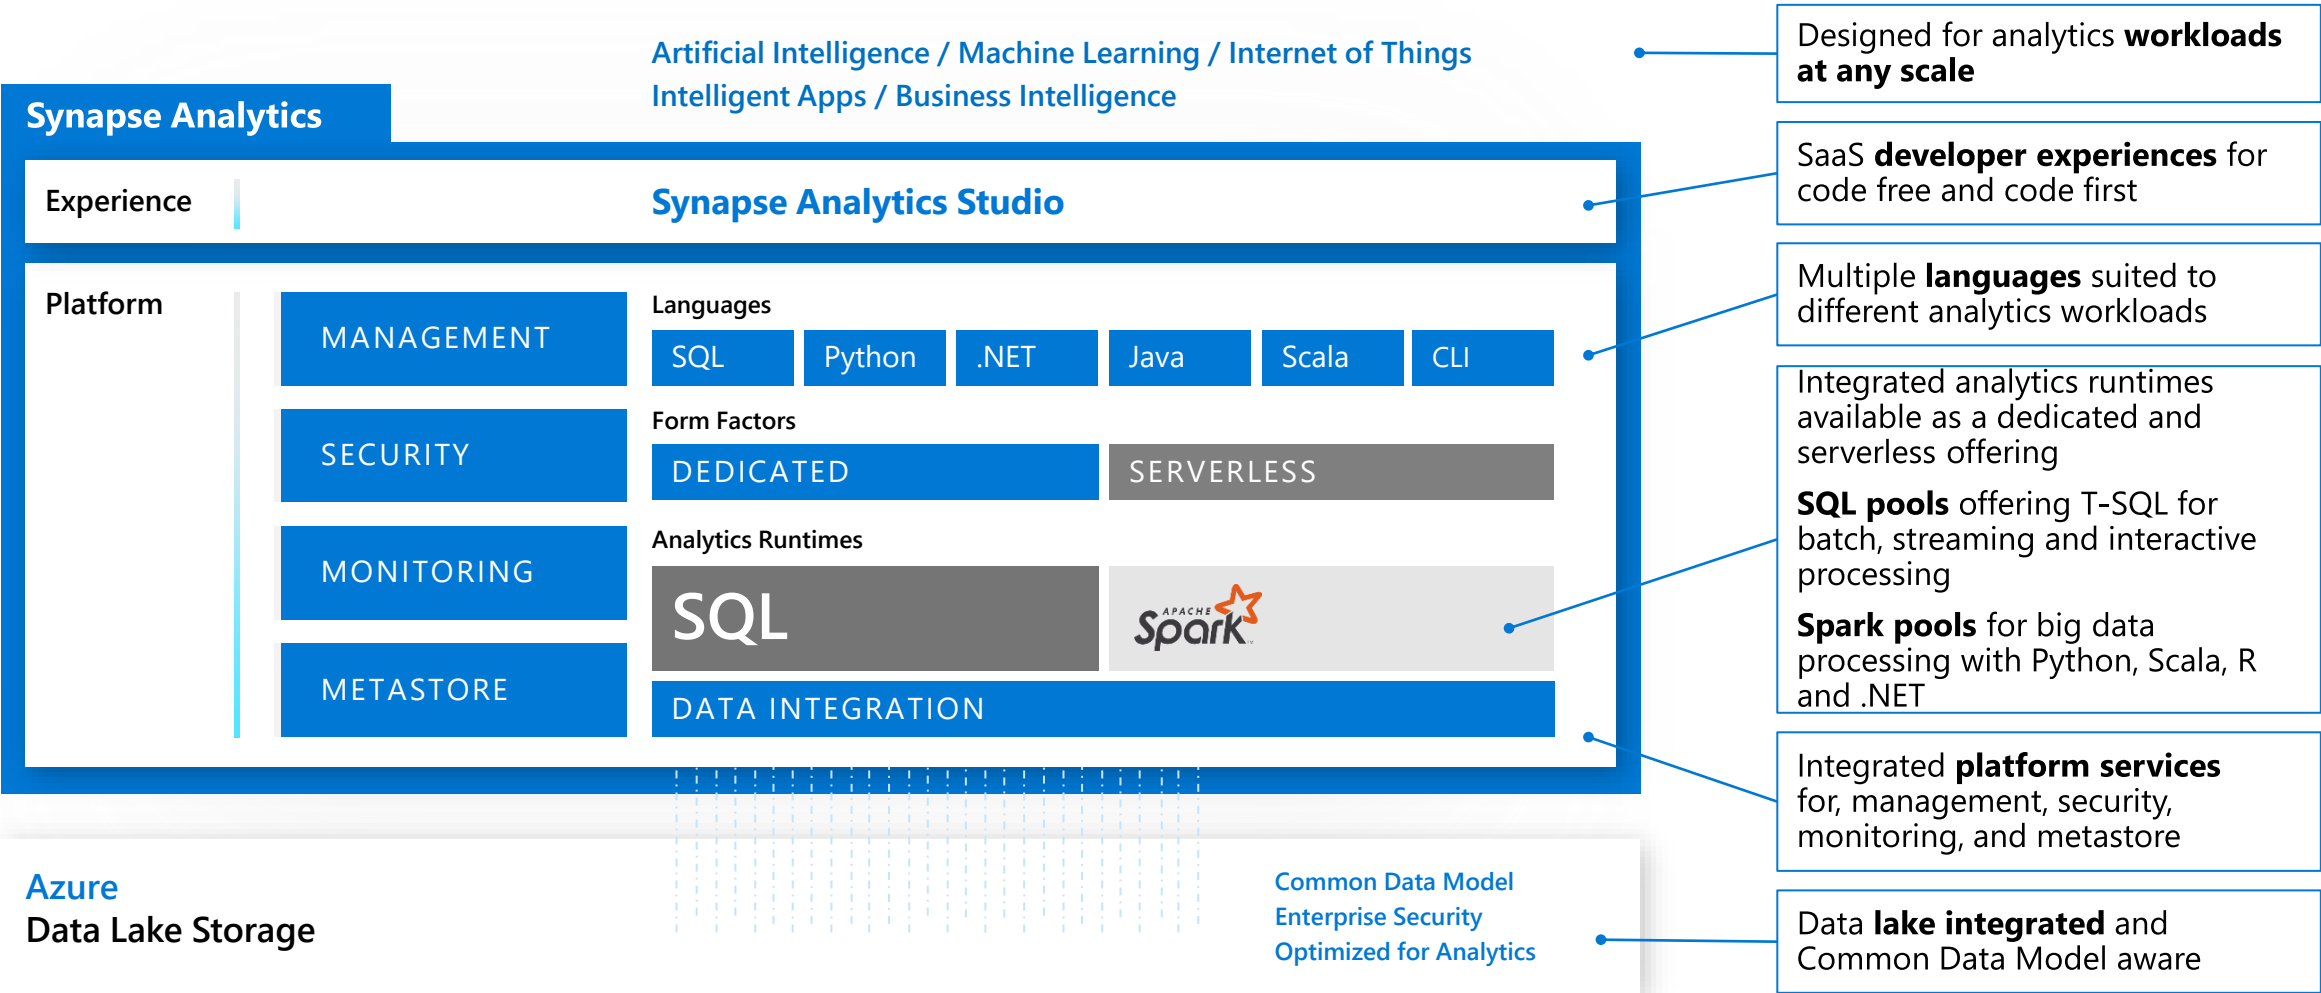 Artificial Intelligence / Machine Learning / Internet of Things
Intelligent Apps / Business Intelligence
Synapse Analytics
Experience
Synapse Analytics Studio
Platform
MANAGEMENT
SECURITY
MONITORING
METASTORE
Languages
SQL
Python
.NET
Java
Scala
CLI
Form Factors
DEDICATED
SERVERLESS
Analytics Runtimes
SQL
APACHE
Spark
DATA INTEGRATION
Azure
Data Lake Storage
Common Data Model
Enterprise Security
Optimized for Analytics
Designed for analytics workloads
at any scale
SaaS developer experiences for
code free and code first
Multiple languages suited to
different analytics workloads
Integrated analytics runtimes
available as a dedicated and
serverless offering
SQL pools offering T-SQL for
batch, streaming and interactive
processing
Spark pools for big data
processing with Python, Scala, R
and .NET
Integrated platform services
for, management, security,
monitoring, and metastore
Data lake integrated and
Common Data Model aware